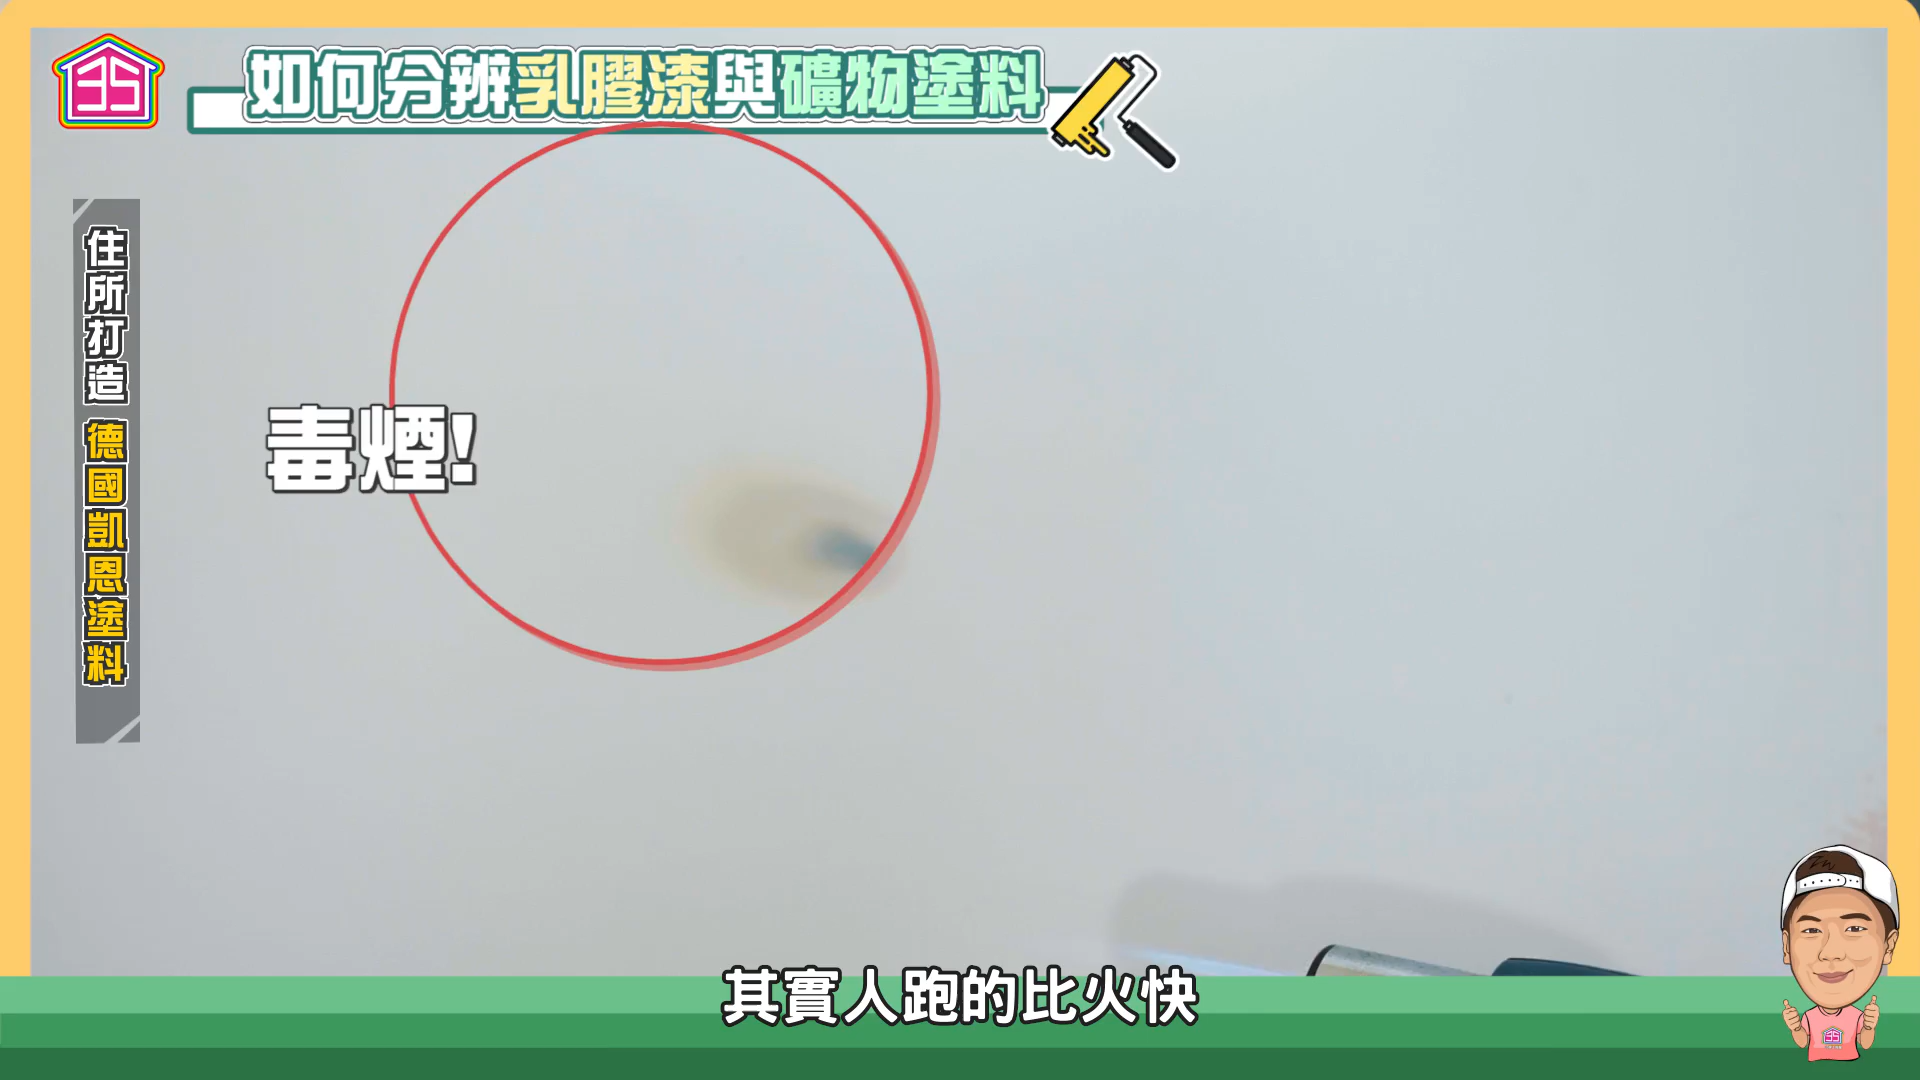 如何分辨乳膠漆與礦物塗料
住所打造 德國凱恩塗料
毒煙!
其實人跑的比火快